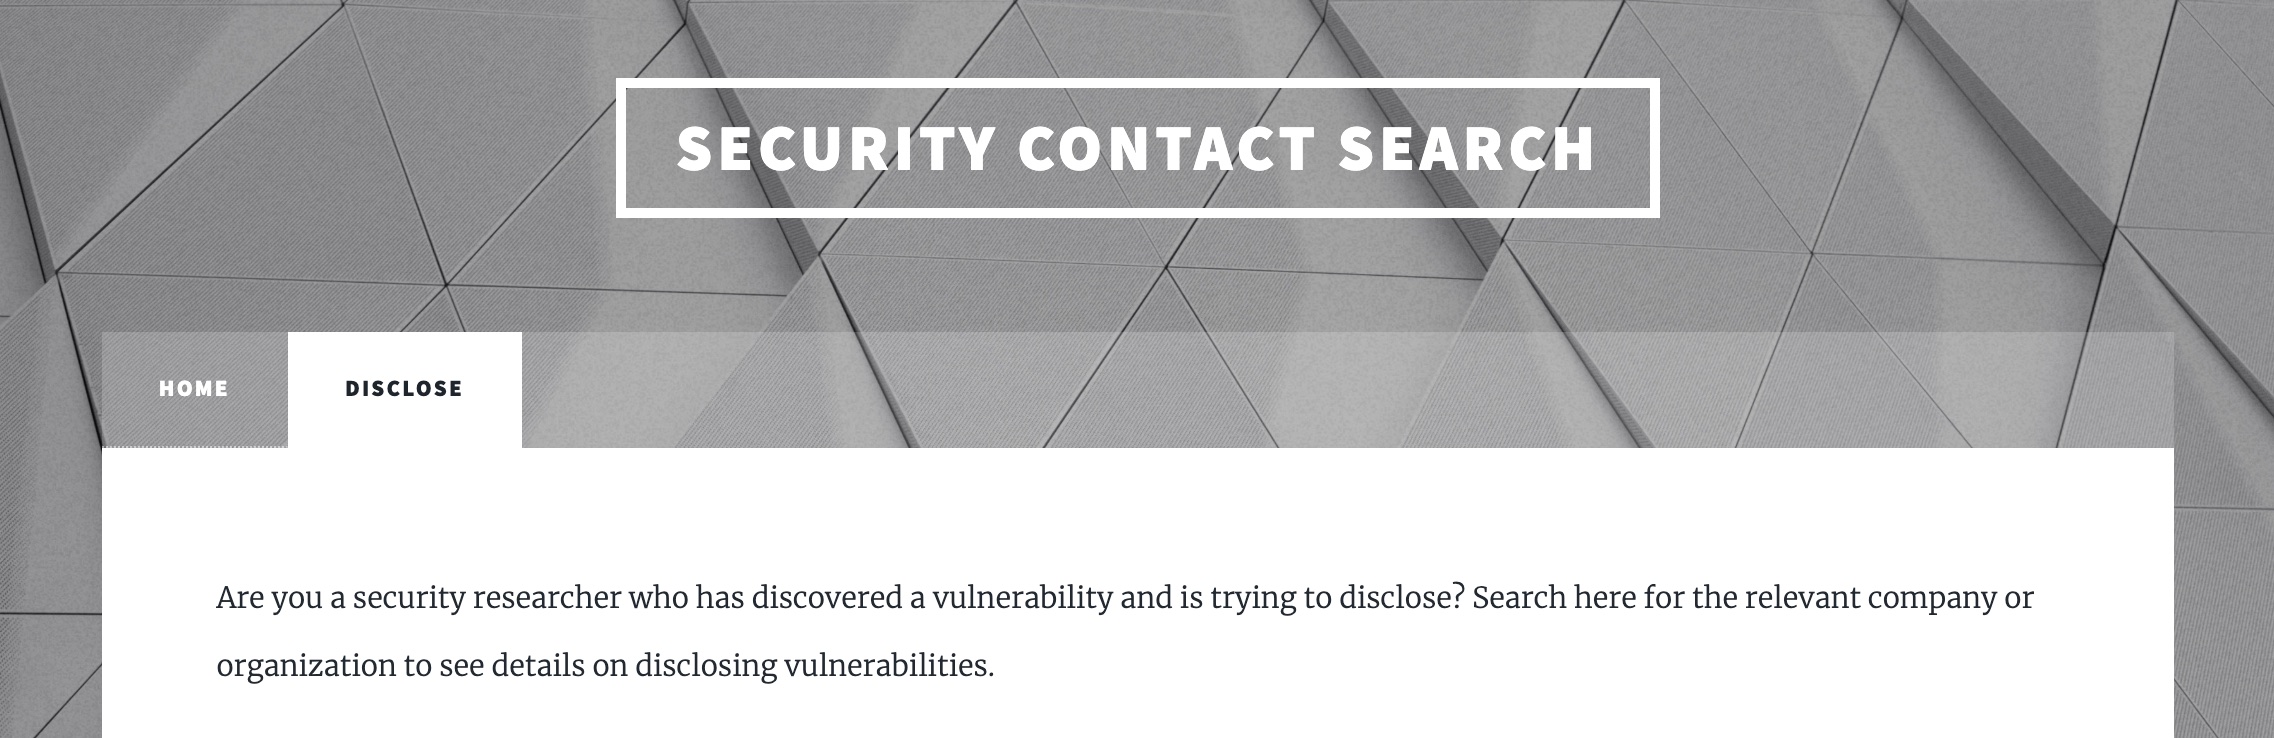 SECURITY CONTACT SEARCH
HOME
DISCLOSE
Are you a security researcher who has discovered a vulnerability and is trying to disclose? Search here for the relevant company or
organization to see details on disclosing vulnerabilities.